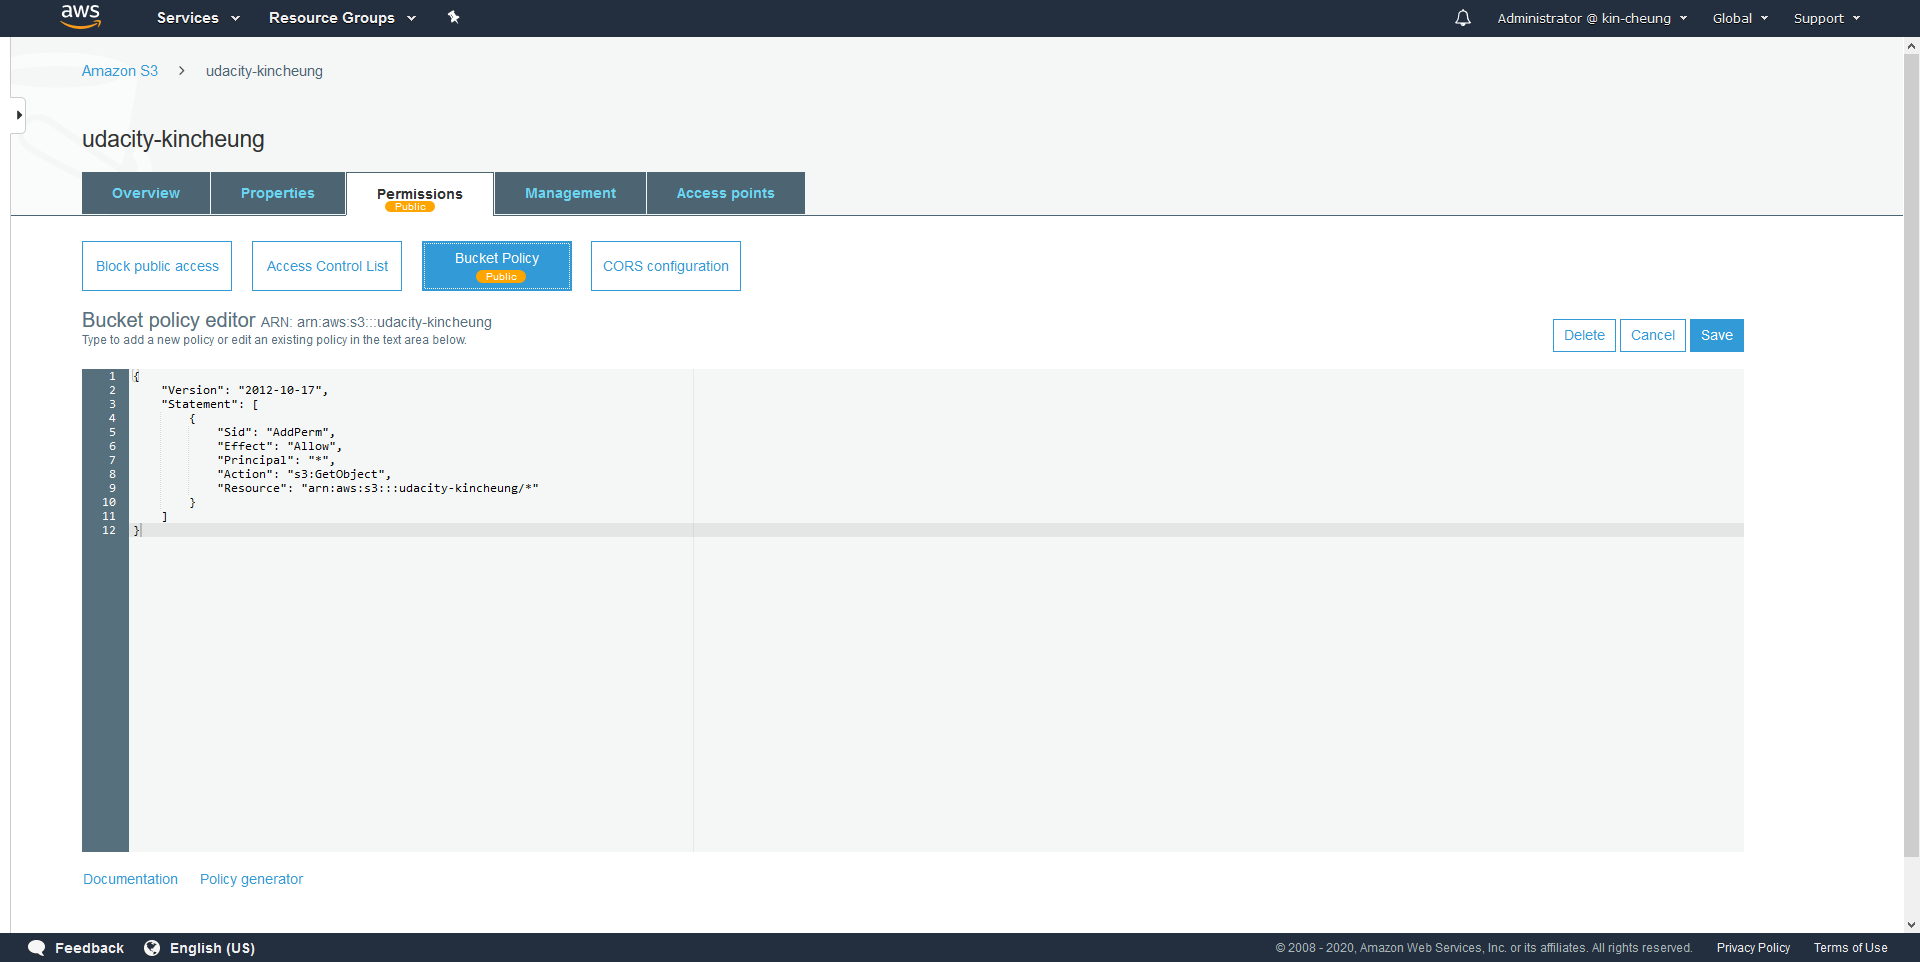 aws Services Resource Groups Administrator @ kin-cheung Global Support
Amazon S3 > udacity-kincheung
udacity-kincheung
Overview Properties Permissions Management Access points
Public
Block public access Access Control List Bucket Policy CORS configuration
Public
Bucket policy editor ARN: arn:aws:s3:::udacity-kincheung
Type to add a new policy or edit an existing policy in the text area below.
Delete Cancel Save
1 {
2 "Version": "2012-10-17",
3 "Statement": [
4 {
5 "Sid": "AddPerm",
6 "Effect": "Allow",
7 "Principal": "*",
8 "Action": "s3:GetObject",
9 "Resource": "arn:aws:s3:::udacity-kincheung/*"
10 }
11 ]
12 }
Documentation Policy generator
Feedback English (US) © 2008 - 2020, Amazon Web Services, Inc. or its affiliates. All rights reserved. Privacy Policy Terms of Use